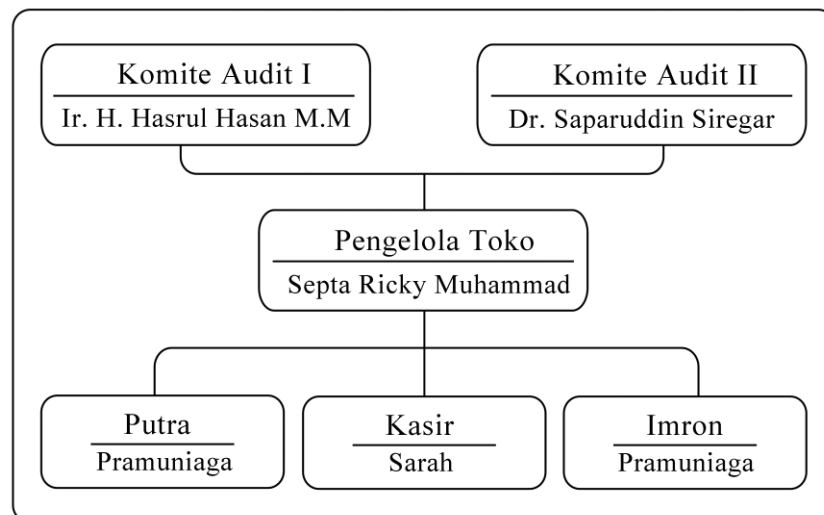 Komite Audit I
Ir. H. Hasrul Hasan M.M
Komite Audit II
Dr. Saparuddin Siregar
Pengelola Toko
Septa Ricky Muhammad
Putra
Pramuniaga
Kasir
Sarah
Imron
Pramuniaga